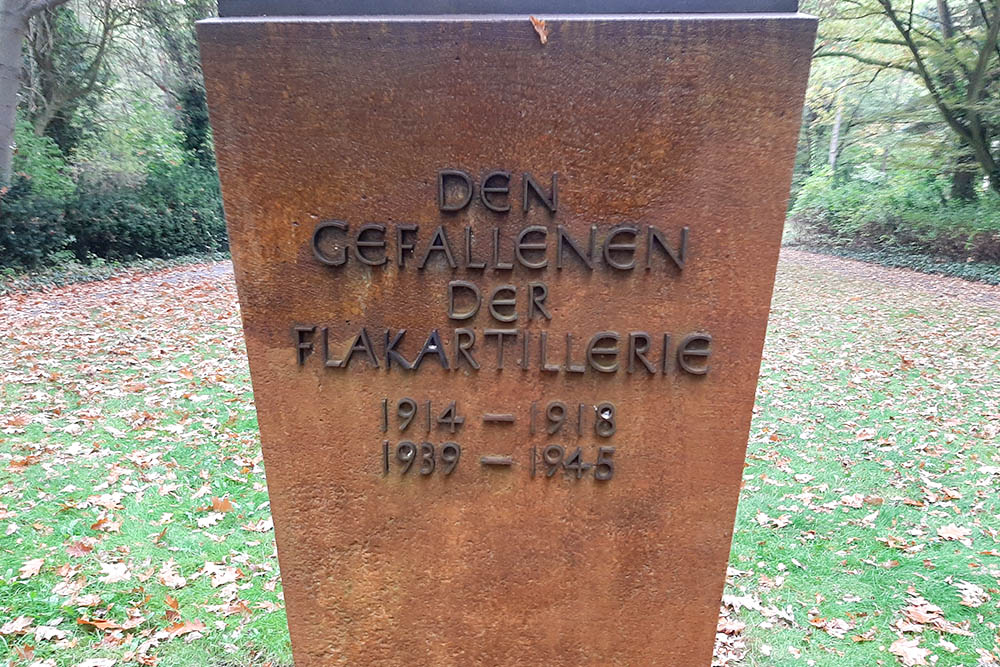 DEN
GEFALLENEN
DER
FLAKARTILLERIE
1914 – 1918
1939 – 1945